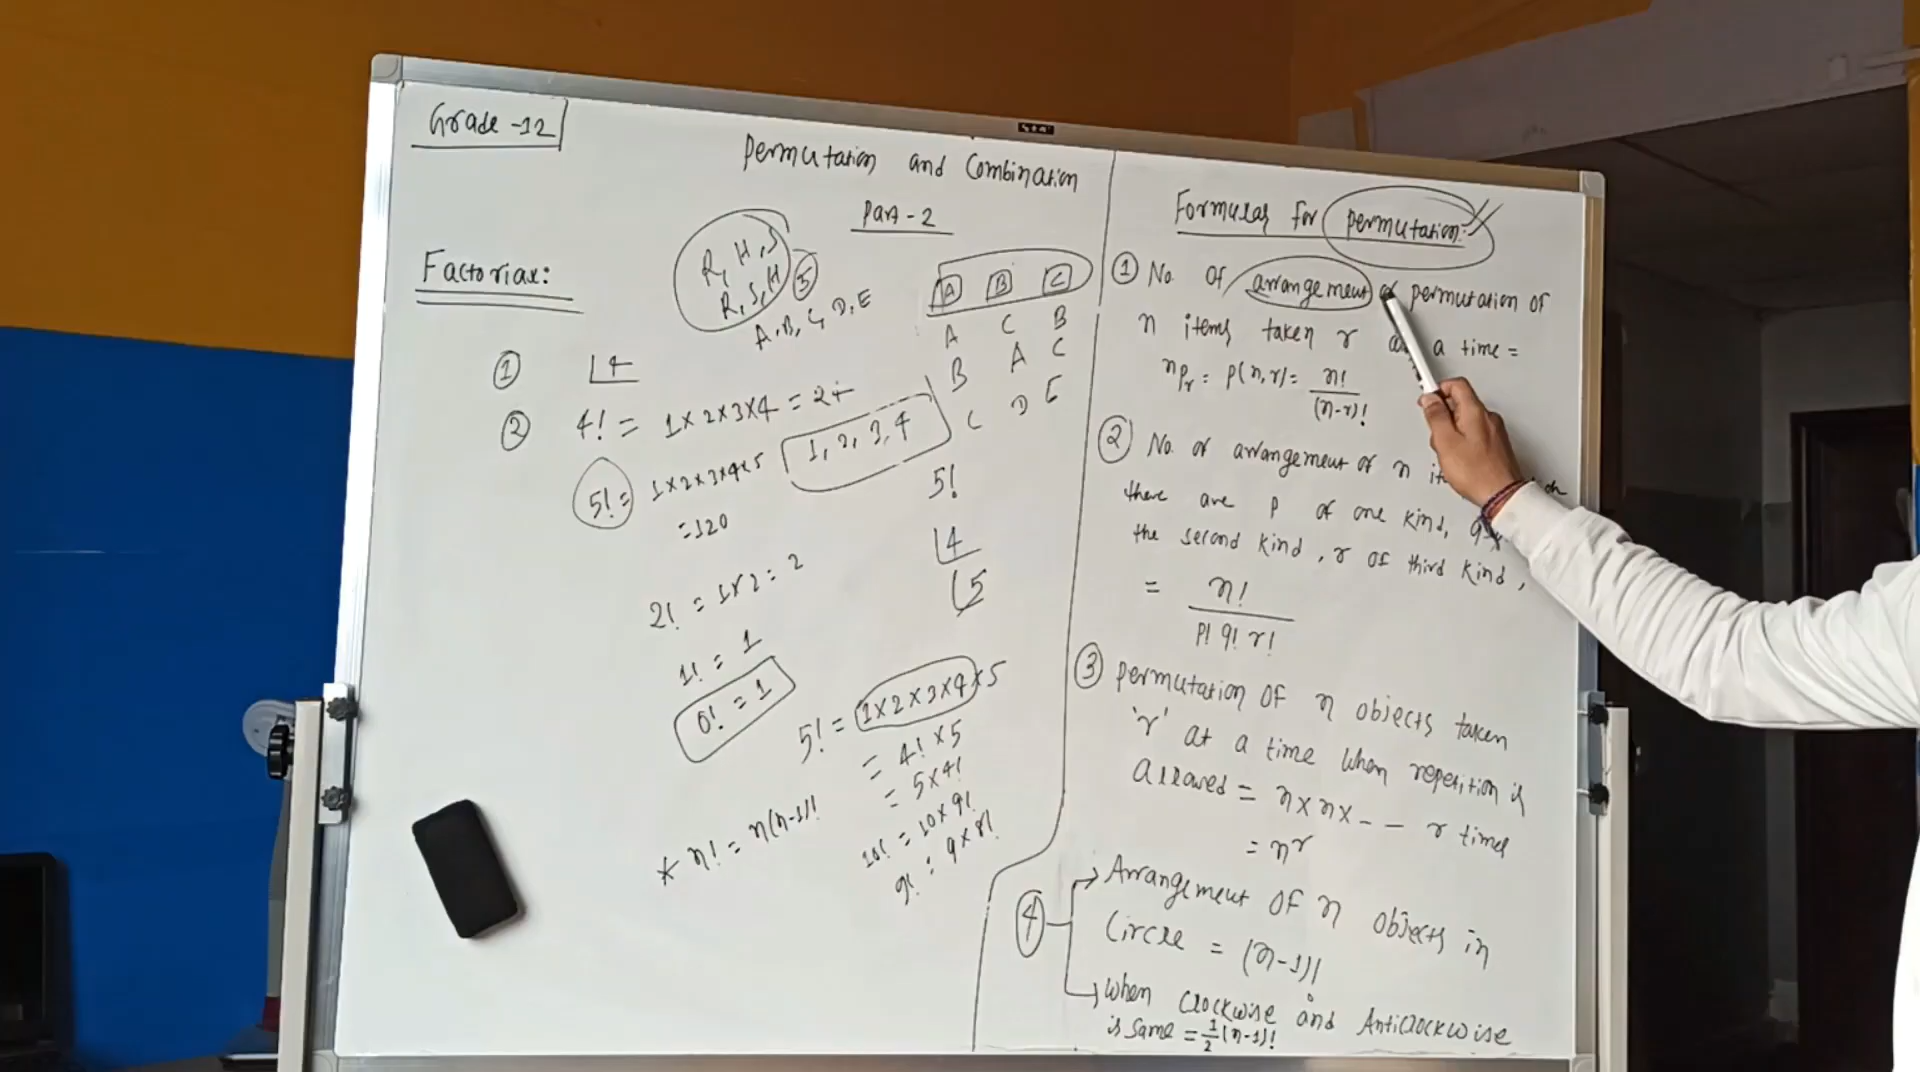 Grade -12
Permutation and Combination
Part - 2
Factorial:
① ⌊4
② 4! = 1×2×3×4 = 24
1, 2, 3, 4
5! = 1×2×3×4×5
=120
2! = 1×2 = 2
1! = 1
0! = 1
* n! = n(n-1)!
R, H, S
R, S, H
5
A, B, C, D, E
A B C
A C B
B A C
C D E
5!
⌊4
⌊5
5! = 1×2×3×4×5
= 4! × 5
= 5×4!
10! = 10×9!
9! = 9×8!
Formulas for permutation:
① No. of arrangement or permutation of
n items taken r at a time =
nPr = P(n,r) = n!/(n-r)!
② No. of arrangement of n
there are p of one kind,
the second kind, r of third kind,
= n!/p! q! r!
③ Permutation of n objects taken
'r' at a time when repetition is
allowed = n×n×-- r times
= nʳ
④ → Arrangement of n objects in
Circle = (n-1)!
→ When clockwise and Anticlockwise
is same = 1/2 (n-1)!